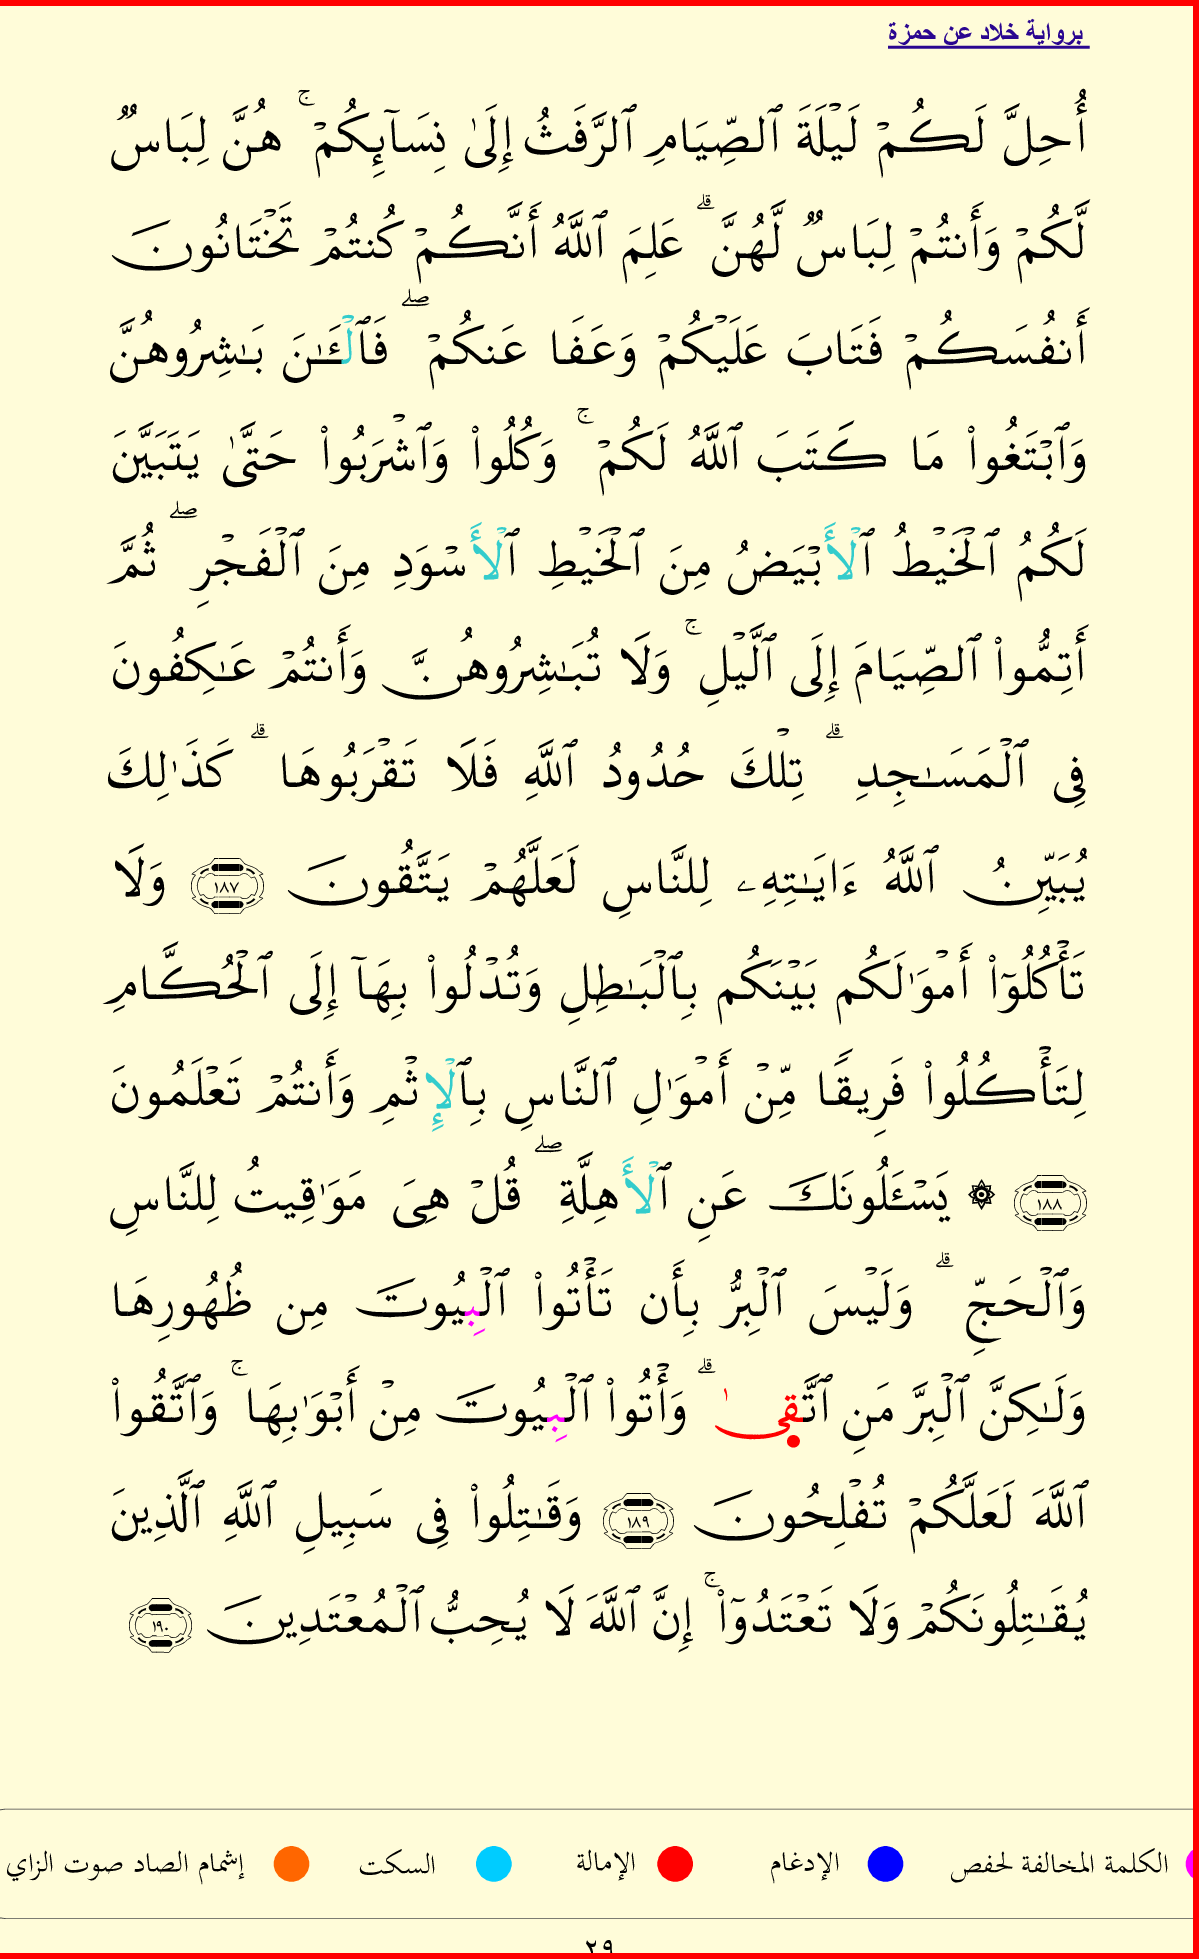 برواية خلاد عن حمزة
أُحِلَّ لَكُمْ لَيْلَةَ ٱلصِّيَامِ ٱلرَّفَثُ إِلَىٰ نِسَآئِكُمْ ۚ هُنَّ لِبَاسٌ
لَّكُمْ وَأَنتُمْ لِبَاسٌ لَّهُنَّ ۗ عَلِمَ ٱللَّهُ أَنَّكُمْ كُنتُمْ تَخْتَانُونَ
أَنفُسَكُمْ فَتَابَ عَلَيْكُمْ وَعَفَا عَنكُمْ ۖ فَٱلْـَٔـٰنَ بَـٰشِرُوهُنَّ
وَٱبْتَغُوا۟ مَا كَتَبَ ٱللَّهُ لَكُمْ ۚ وَكُلُوا۟ وَٱشْرَبُوا۟ حَتَّىٰ يَتَبَيَّنَ
لَكُمُ ٱلْخَيْطُ ٱلْأَبْيَضُ مِنَ ٱلْخَيْطِ ٱلْأَسْوَدِ مِنَ ٱلْفَجْرِ ۖ ثُمَّ
أَتِمُّوا۟ ٱلصِّيَامَ إِلَى ٱلَّيْلِ ۚ وَلَا تُبَـٰشِرُوهُنَّ وَأَنتُمْ عَـٰكِفُونَ
فِى ٱلْمَسَـٰجِدِ ۗ تِلْكَ حُدُودُ ٱللَّهِ فَلَا تَقْرَبُوهَا ۗ كَذَٰلِكَ
يُبَيِّنُ ٱللَّهُ ءَايَـٰتِهِۦ لِلنَّاسِ لَعَلَّهُمْ يَتَّقُونَ ١٨٧ وَلَا
تَأْكُلُوٓا۟ أَمْوَٰلَكُم بَيْنَكُم بِٱلْبَـٰطِلِ وَتُدْلُوا۟ بِهَآ إِلَى ٱلْحُكَّامِ
لِتَأْكُلُوا۟ فَرِيقًا مِّنْ أَمْوَٰلِ ٱلنَّاسِ بِٱلْإِثْمِ وَأَنتُمْ تَعْلَمُونَ
١٨٨ ۞ يَسْـَٔلُونَكَ عَنِ ٱلْأَهِلَّةِ ۖ قُلْ هِىَ مَوَٰقِيتُ لِلنَّاسِ
وَٱلْحَجِّ ۗ وَلَيْسَ ٱلْبِرُّ بِأَن تَأْتُوا۟ ٱلْبِيُوتَ مِن ظُهُورِهَا
وَلَـٰكِنَّ ٱلْبِرَّ مَنِ ٱتَّقِىٰ ۗ وَأْتُوا۟ ٱلْبِيُوتَ مِنْ أَبْوَٰبِهَا ۚ وَٱتَّقُوا۟
ٱللَّهَ لَعَلَّكُمْ تُفْلِحُونَ ١٨٩ وَقَـٰتِلُوا۟ فِى سَبِيلِ ٱللَّهِ ٱلَّذِينَ
يُقَـٰتِلُونَكُمْ وَلَا تَعْتَدُوٓا۟ ۚ إِنَّ ٱللَّهَ لَا يُحِبُّ ٱلْمُعْتَدِينَ ١٩٠
الكلمة المخالفة لحفص الإدغام الإمالة السكت إشمام الصاد صوت الزاي
٢٩